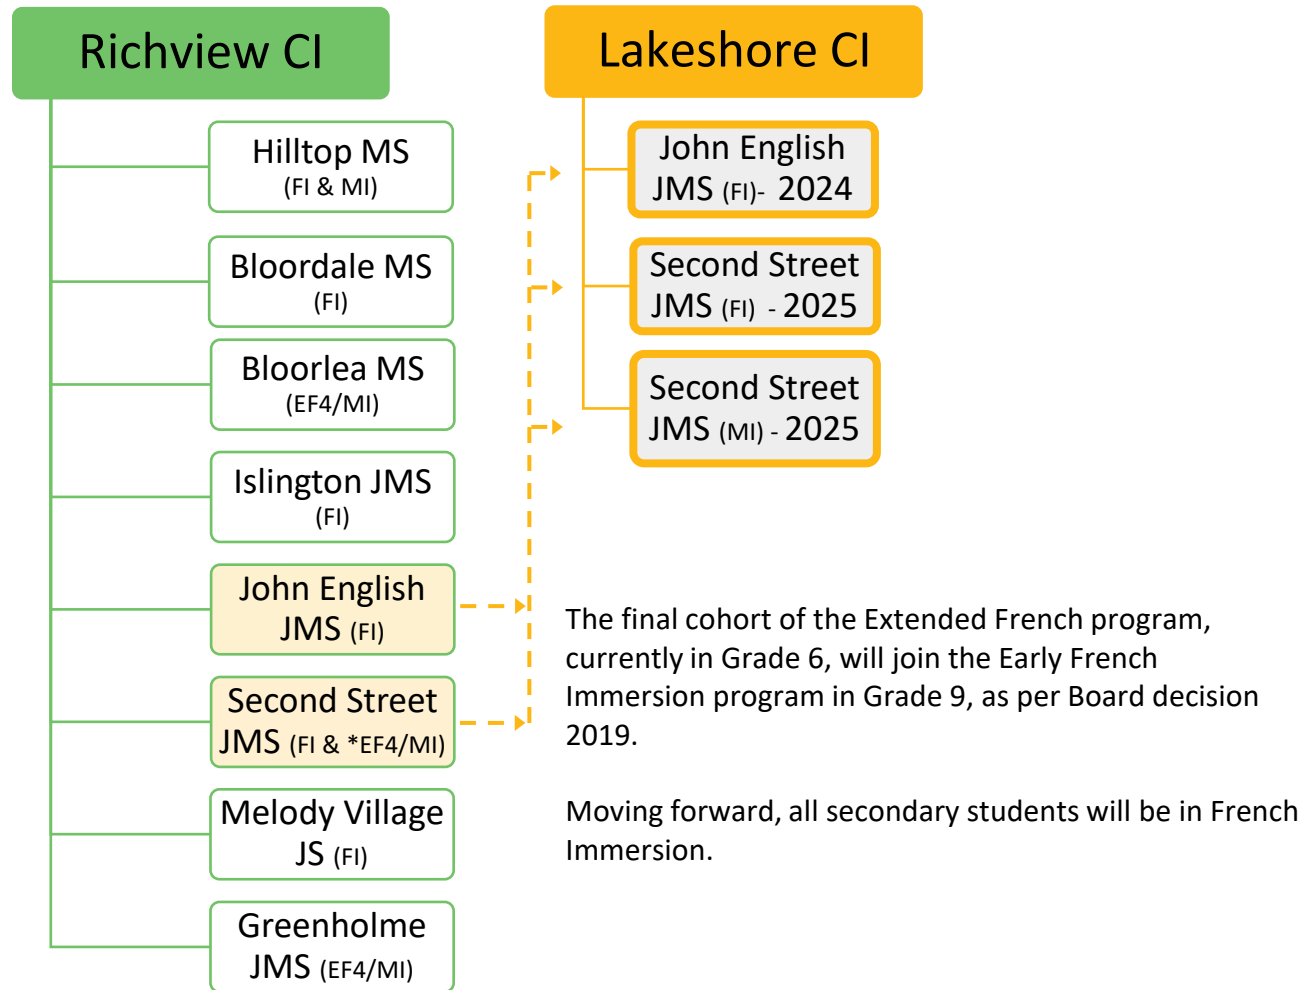 Richview CI
Hilltop MS
(FI & MI)
Bloordale MS
(FI)
Bloorlea MS
(EF4/MI)
Islington JMS
(FI)
John English
JMS (FI)
Second Street
JMS (FI & *EF4/MI)
Melody Village
JS (FI)
Greenholme
JMS (EF4/MI)
Lakeshore CI
John English
JMS (FI)- 2024
Second Street
JMS (FI) - 2025
Second Street
JMS (MI) - 2025
The final cohort of the Extended French program,
currently in Grade 6, will join the Early French
Immersion program in Grade 9, as per Board decision
2019.
Moving forward, all secondary students will be in French
Immersion.